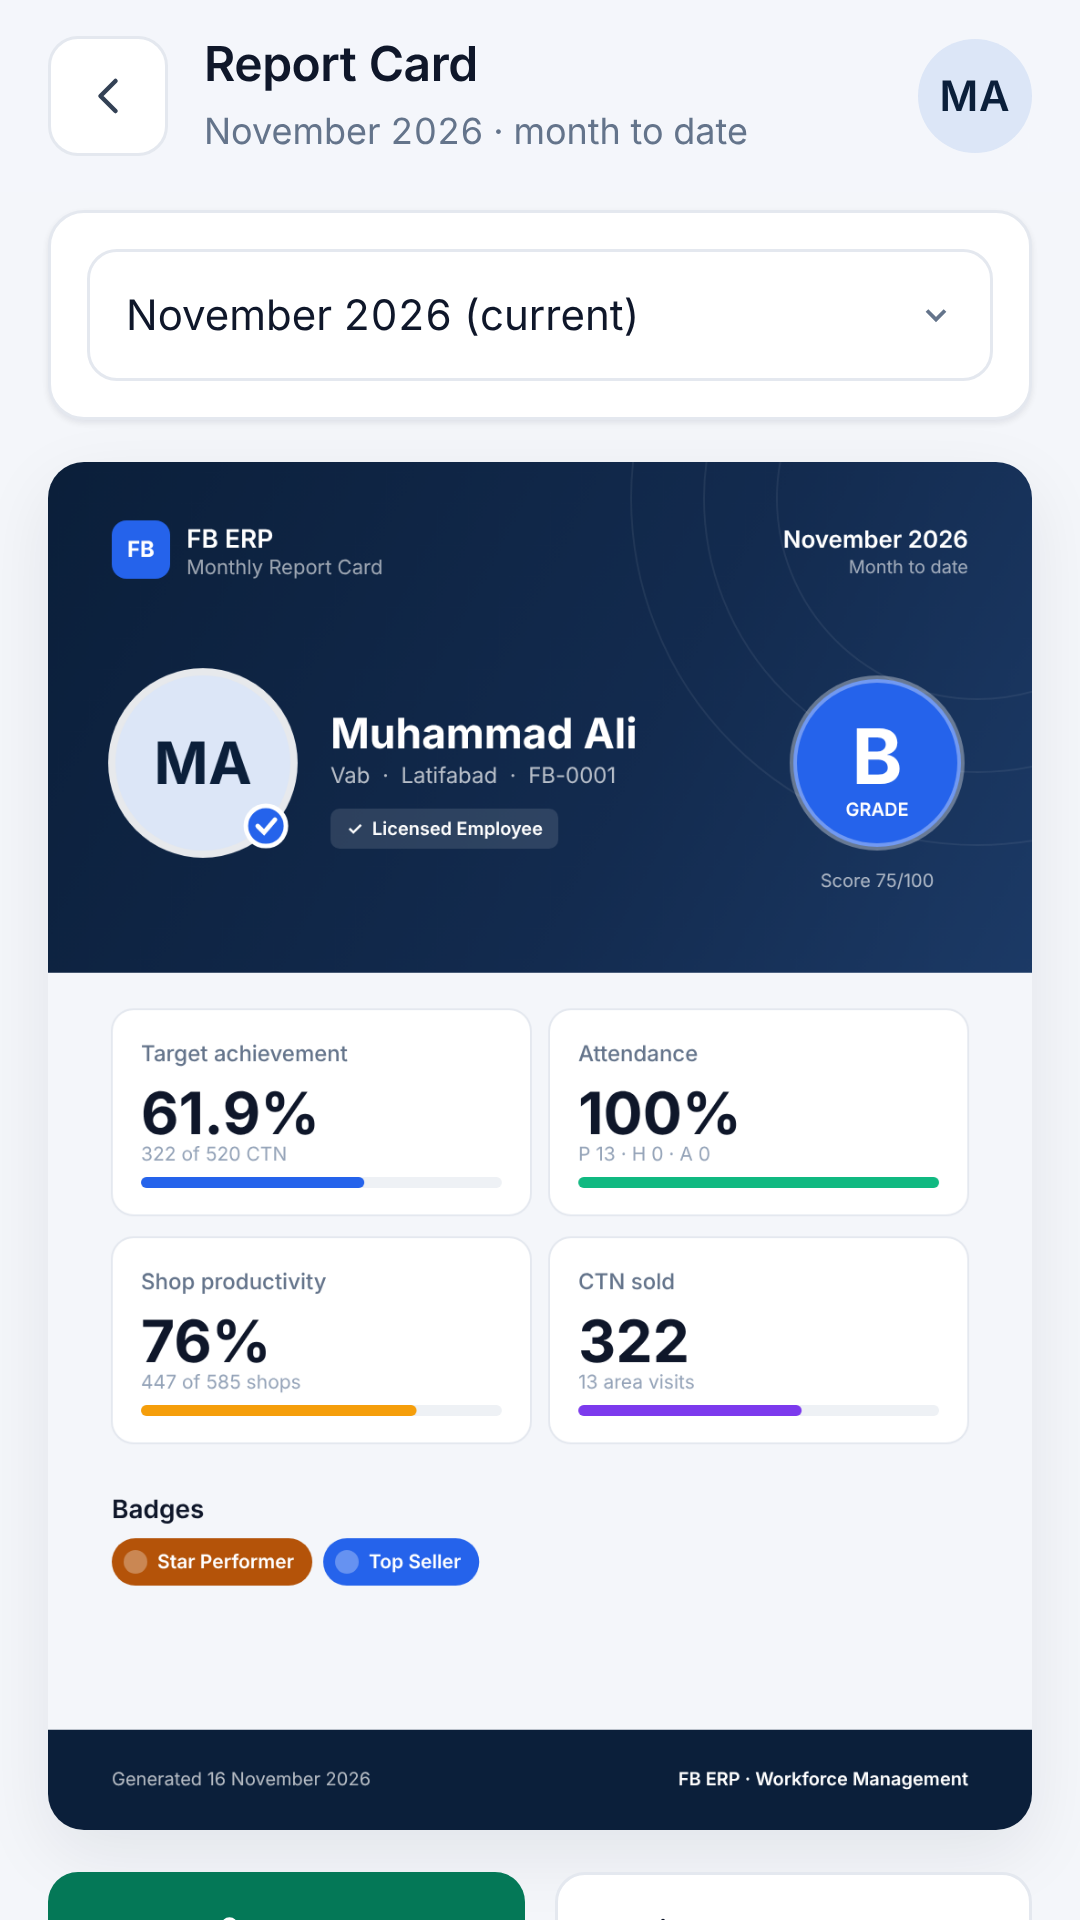 Report Card
November 2026 · month to date
MA
November 2026 (current)
FB
FB ERP
Monthly Report Card
November 2026
Month to date
MA
Muhammad Ali
Vab · Latifabad · FB-0001
Licensed Employee
B
GRADE
Score 75/100
Target achievement
61.9%
322 of 520 CTN
Attendance
100%
P 13 · H 0 · A 0
Shop productivity
76%
447 of 585 shops
CTN sold
322
13 area visits
Badges
Star Performer
Top Seller
Generated 16 November 2026
FB ERP · Workforce Management